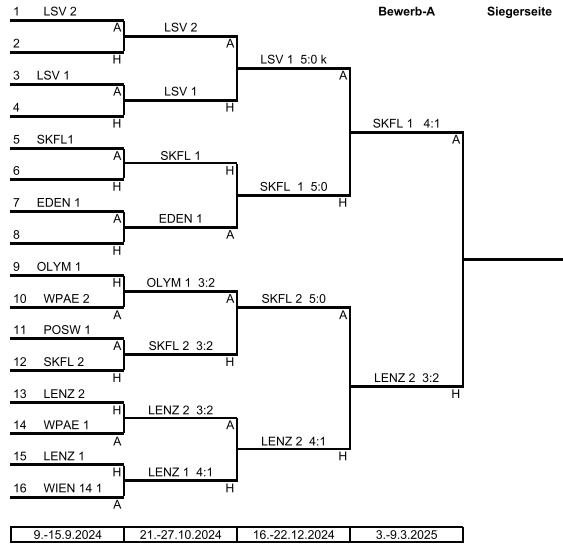 Bewerb-A Siegerseite
1 LSV 2
A
LSV 2
2
A
H
LSV 1 5:0 k
3 LSV 1
A
A
LSV 1
4
H
H
SKFL 1 4:1
5 SKFL1
A
A
SKFL 1
6
H
H
SKFL 1 5:0
7 EDEN 1
H
A
EDEN 1
8
A
H
9 OLYM 1
H
OLYM 1 3:2
10 WPAE 2
A
SKFL 2 5:0
A
11 POSW 1
A
A
SKFL 2 3:2
12 SKFL 2
H
H
LENZ 2 3:2
13 LENZ 2
H
H
LENZ 2 3:2
14 WPAE 1
A
A
LENZ 2 4:1
15 LENZ 1
H
H
LENZ 1 4:1
16 WIEN 14 1
H
A
9.-15.9.2024 21.-27.10.2024 16.-22.12.2024 3.-9.3.2025